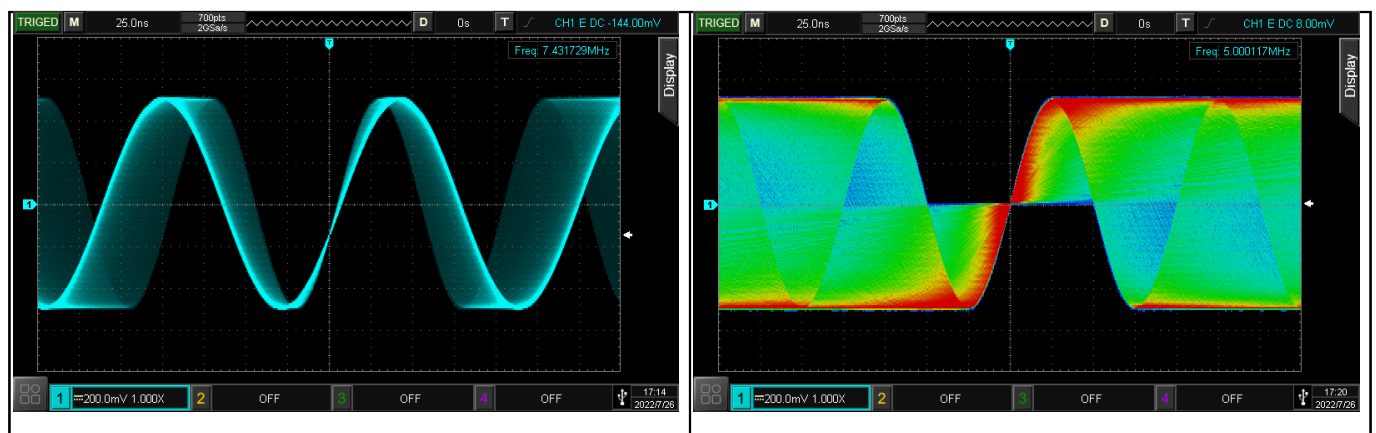 TRIGED M 25.0ns 700pts 2GSa/s D 0s T CH1 E DC -144.00mV
T
Freq: 7.431729MHz
Display
1
1 200.0mV 1.000X 2 OFF 3 OFF 4 OFF 17:14 2022/7/26
TRIGED M 25.0ns 700pts 2GSa/s D 0s T CH1 E DC 8.00mV
T
Freq: 5.000117MHz
Display
1
1 200.0mV 1.000X 2 OFF 3 OFF 4 OFF 17:20 2022/7/26